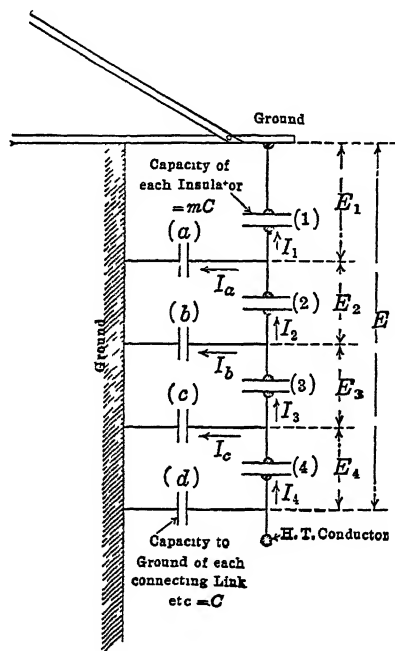 Ground
Capacity of
each Insulator
=mC
(1)
I1
E1
(a)
Ia
(2)
I2
E2
E
(b)
Ib
Ground
(3)
I3
E3
(c)
Ic
(4)
I4
E4
(d)
H.T. Conductor
Capacity to
Ground of each
connecting Link
etc =C